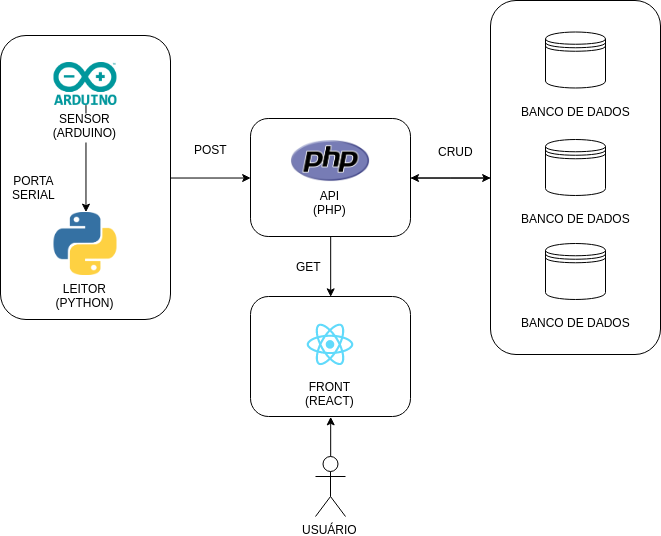 ARDUINO
SENSOR
(ARDUINO)
PORTA
SERIAL
LEITOR
(PYTHON)
POST
php
API
(PHP)
GET
FRONT
(REACT)
USUÁRIO
CRUD
BANCO DE DADOS
BANCO DE DADOS
BANCO DE DADOS